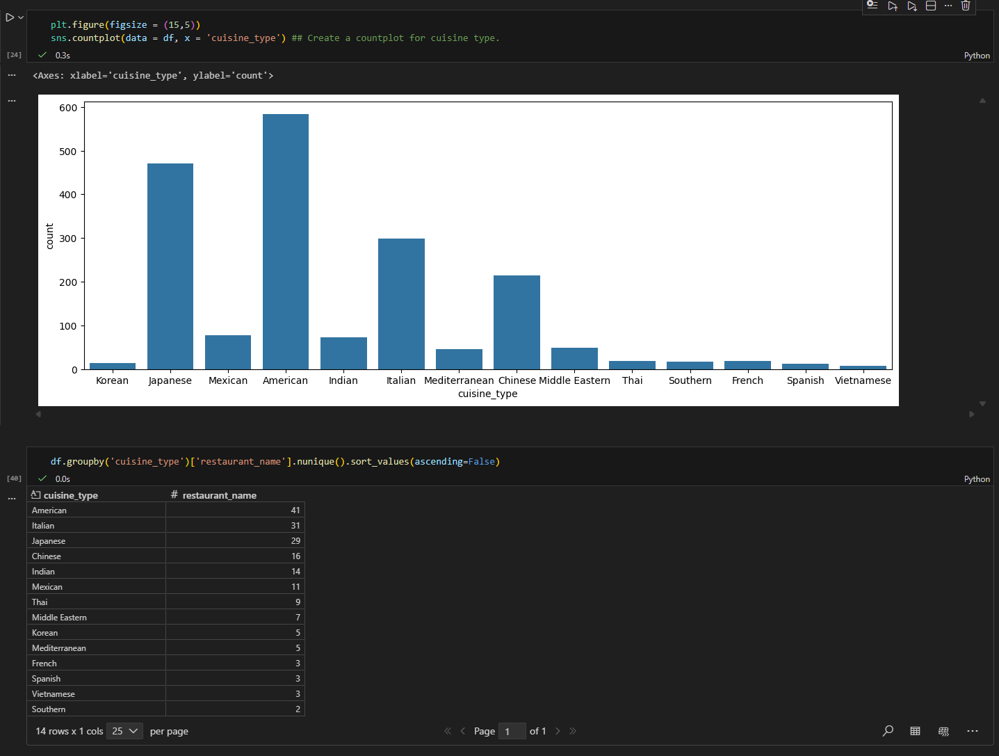 plt.figure(figsize = (15,5))
sns.countplot(data = df, x = 'cuisine_type') ## Create a countplot for cuisine type.
[24] 0.3s Python
<Axes: xlabel='cuisine_type', ylabel='count'>
600
500
400
300
200
100
0
count
Korean Japanese Mexican American Indian Italian Mediterranean Chinese Middle Eastern Thai Southern French Spanish Vietnamese
cuisine_type
df.groupby('cuisine_type')['restaurant_name'].nunique().sort_values(ascending=False)
[40] 0.0s Python
cuisine_type # restaurant_name
American 41
Italian 31
Japanese 29
Chinese 16
Indian 14
Mexican 11
Thai 9
Middle Eastern 7
Korean 5
Mediterranean 5
French 3
Spanish 3
Vietnamese 3
Southern 2
14 rows x 1 cols 25 per page « < Page 1 of 1 > »